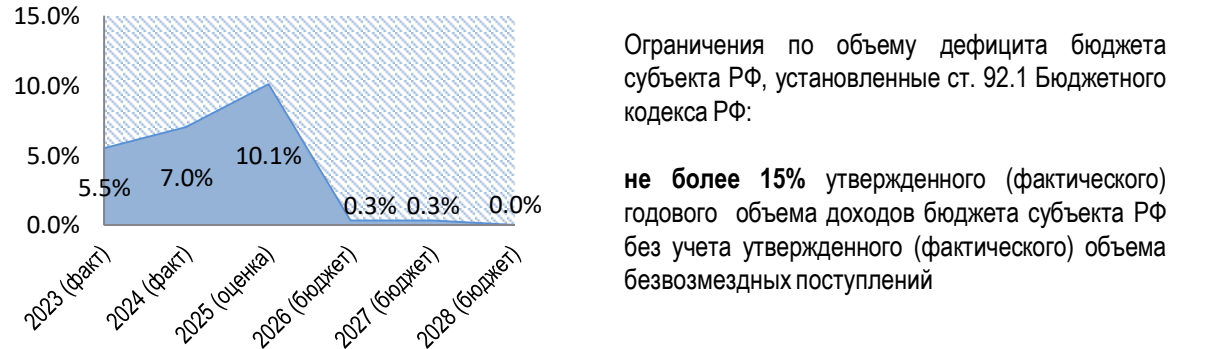 15.0%
10.0%
5.0%
0.0%
5.5%
7.0%
10.1%
0.3%
0.3%
0.0%
2023 (факт)
2024 (факт)
2025 (оценка)
2026 (бюджет)
2027 (бюджет)
2028 (бюджет)
Ограничения по объему дефицита бюджета
субъекта РФ, установленные ст. 92.1 Бюджетного
кодекса РФ:
не более 15% утвержденного (фактического)
годового объема доходов бюджета субъекта РФ
без учета утвержденного (фактического) объема
безвозмездных поступлений